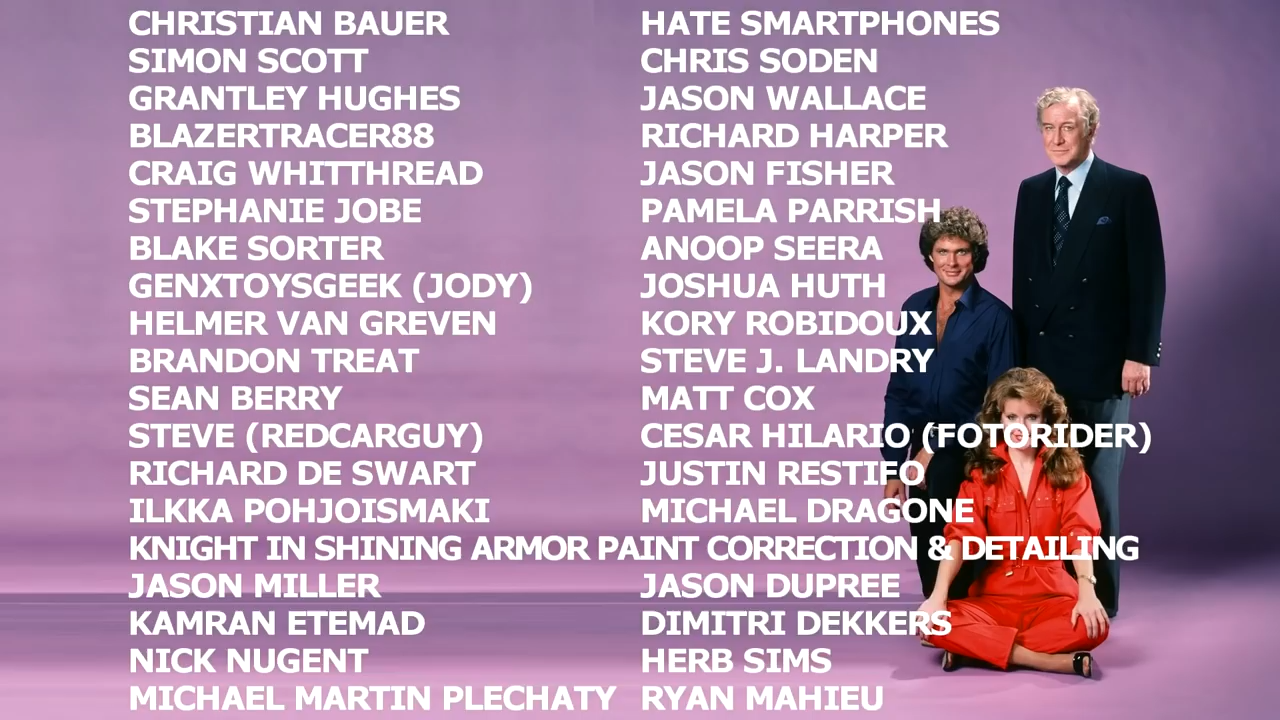 CHRISTIAN BAUER HATE SMARTPHONES
SIMON SCOTT CHRIS SODEN
GRANTLEY HUGHES JASON WALLACE
BLAZERTRACER88 RICHARD HARPER
CRAIG WHITTHREAD JASON FISHER
STEPHANIE JOBE PAMELA PARRISH
BLAKE SORTER ANOOP SEERA
GENXTOYSGEEK (JODY) JOSHUA HUTH
HELMER VAN GREVEN KORY ROBIDOUX
BRANDON TREAT STEVE J. LANDRY
SEAN BERRY MATT COX
STEVE (REDCARGUY) CESAR HILARIO (FOTORIDER)
RICHARD DE SWART JUSTIN RESTIFO
ILKKA POHJOISMAKI MICHAEL DRAGONE
KNIGHT IN SHINING ARMOR PAINT CORRECTION & DETAILING
JASON MILLER JASON DUPREE
KAMRAN ETEMAD DIMITRI DEKKERS
NICK NUGENT HERB SIMS
MICHAEL MARTIN PLECHATY RYAN MAHIEU